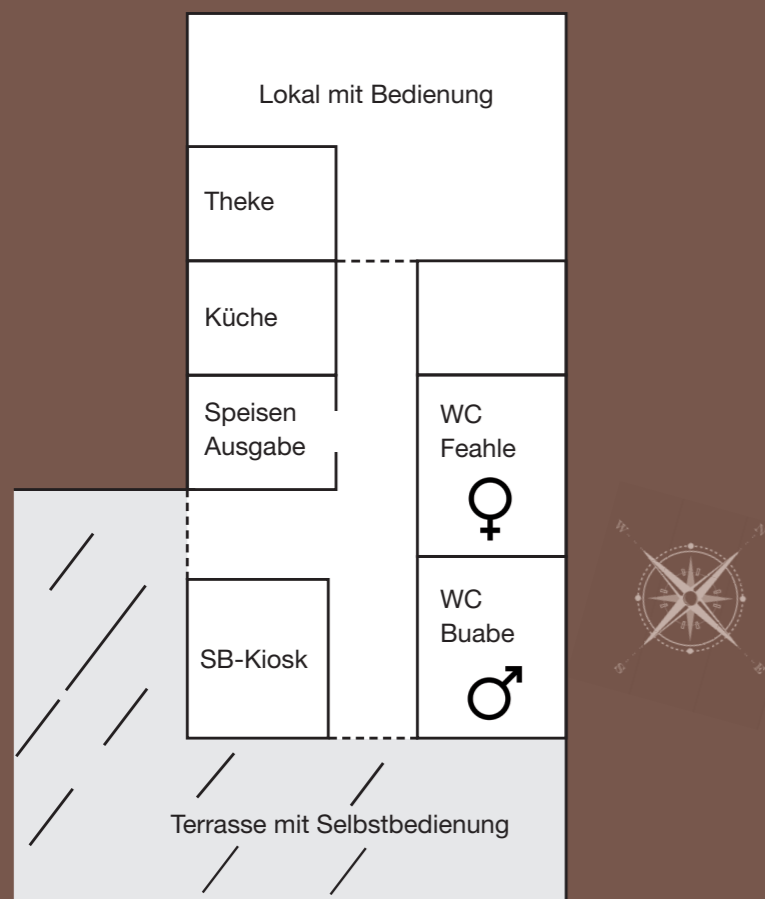 Lokal mit Bedienung
Theke
Küche
Speisen
Ausgabe
WC
Feahle
WC
Buabe
SB-Kiosk
Terrasse mit Selbstbedienung
W
N
S
E